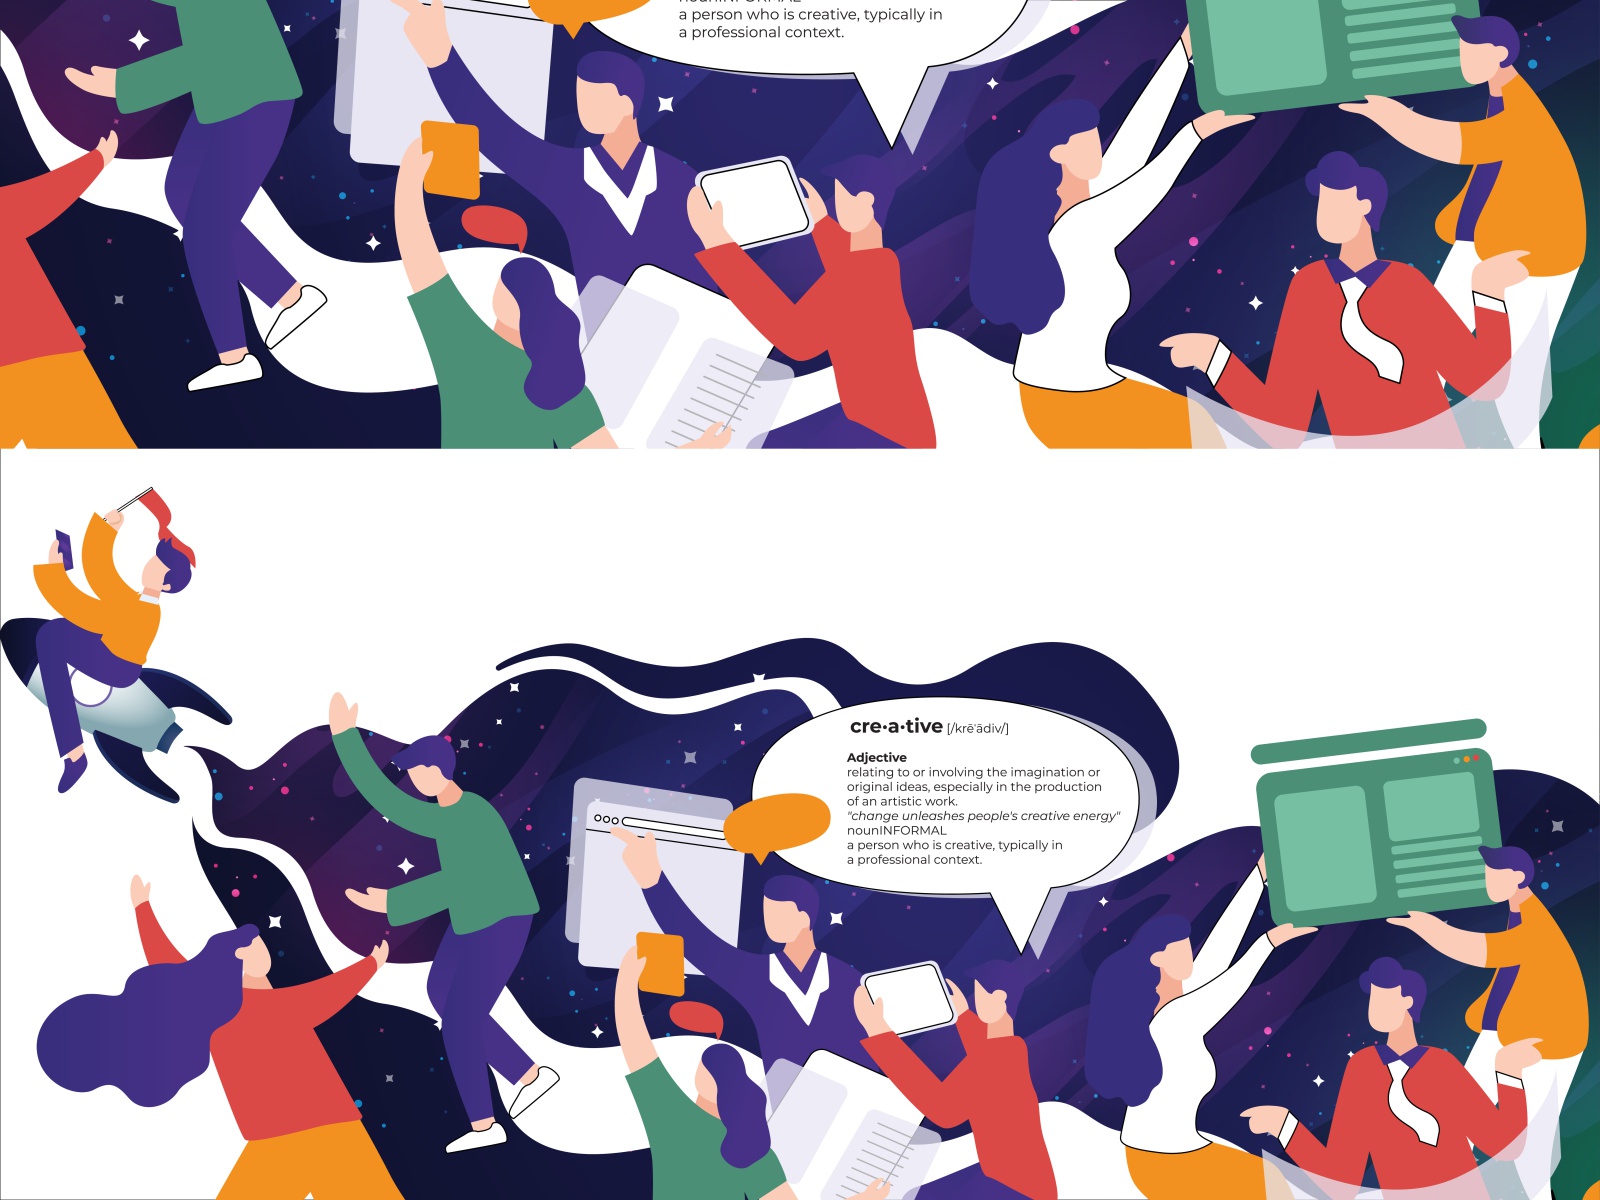 a person who is creative, typically in
a professional context.
cre•a•tive [/krēˈādiv/]
Adjective
relating to or involving the imagination or
original ideas, especially in the production
of an artistic work.
"change unleashes people's creative energy"
nounINFORMAL
a person who is creative, typically in
a professional context.